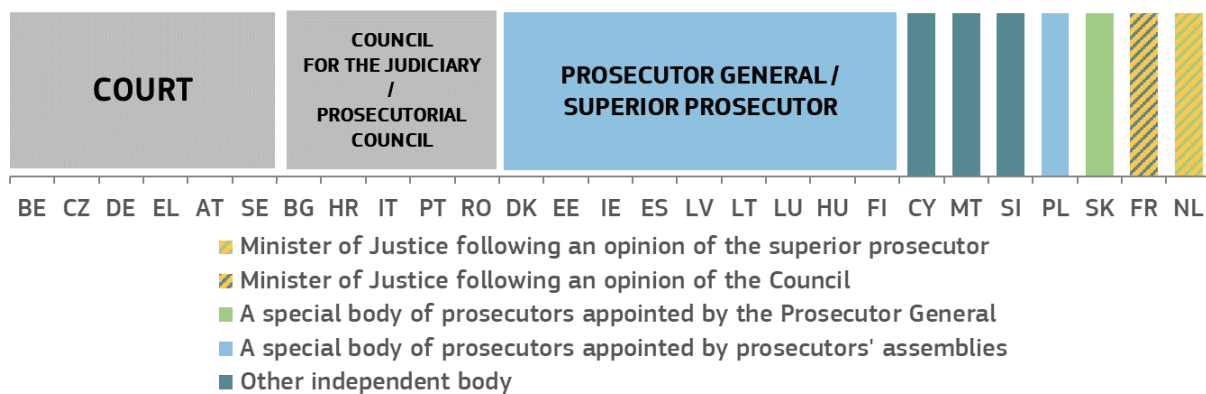 COURT
COUNCIL
FOR THE JUDICIARY
/
PROSECUTORIAL
COUNCIL
PROSECUTOR GENERAL /
SUPERIOR PROSECUTOR
BE CZ DE EL AT SE BG HR IT PT RO DK EE IE ES LV LT LU HU FI CY MT SI PL SK FR NL
Minister of Justice following an opinion of the superior prosecutor
Minister of Justice following an opinion of the Council
A special body of prosecutors appointed by the Prosecutor General
A special body of prosecutors appointed by prosecutors' assemblies
Other independent body